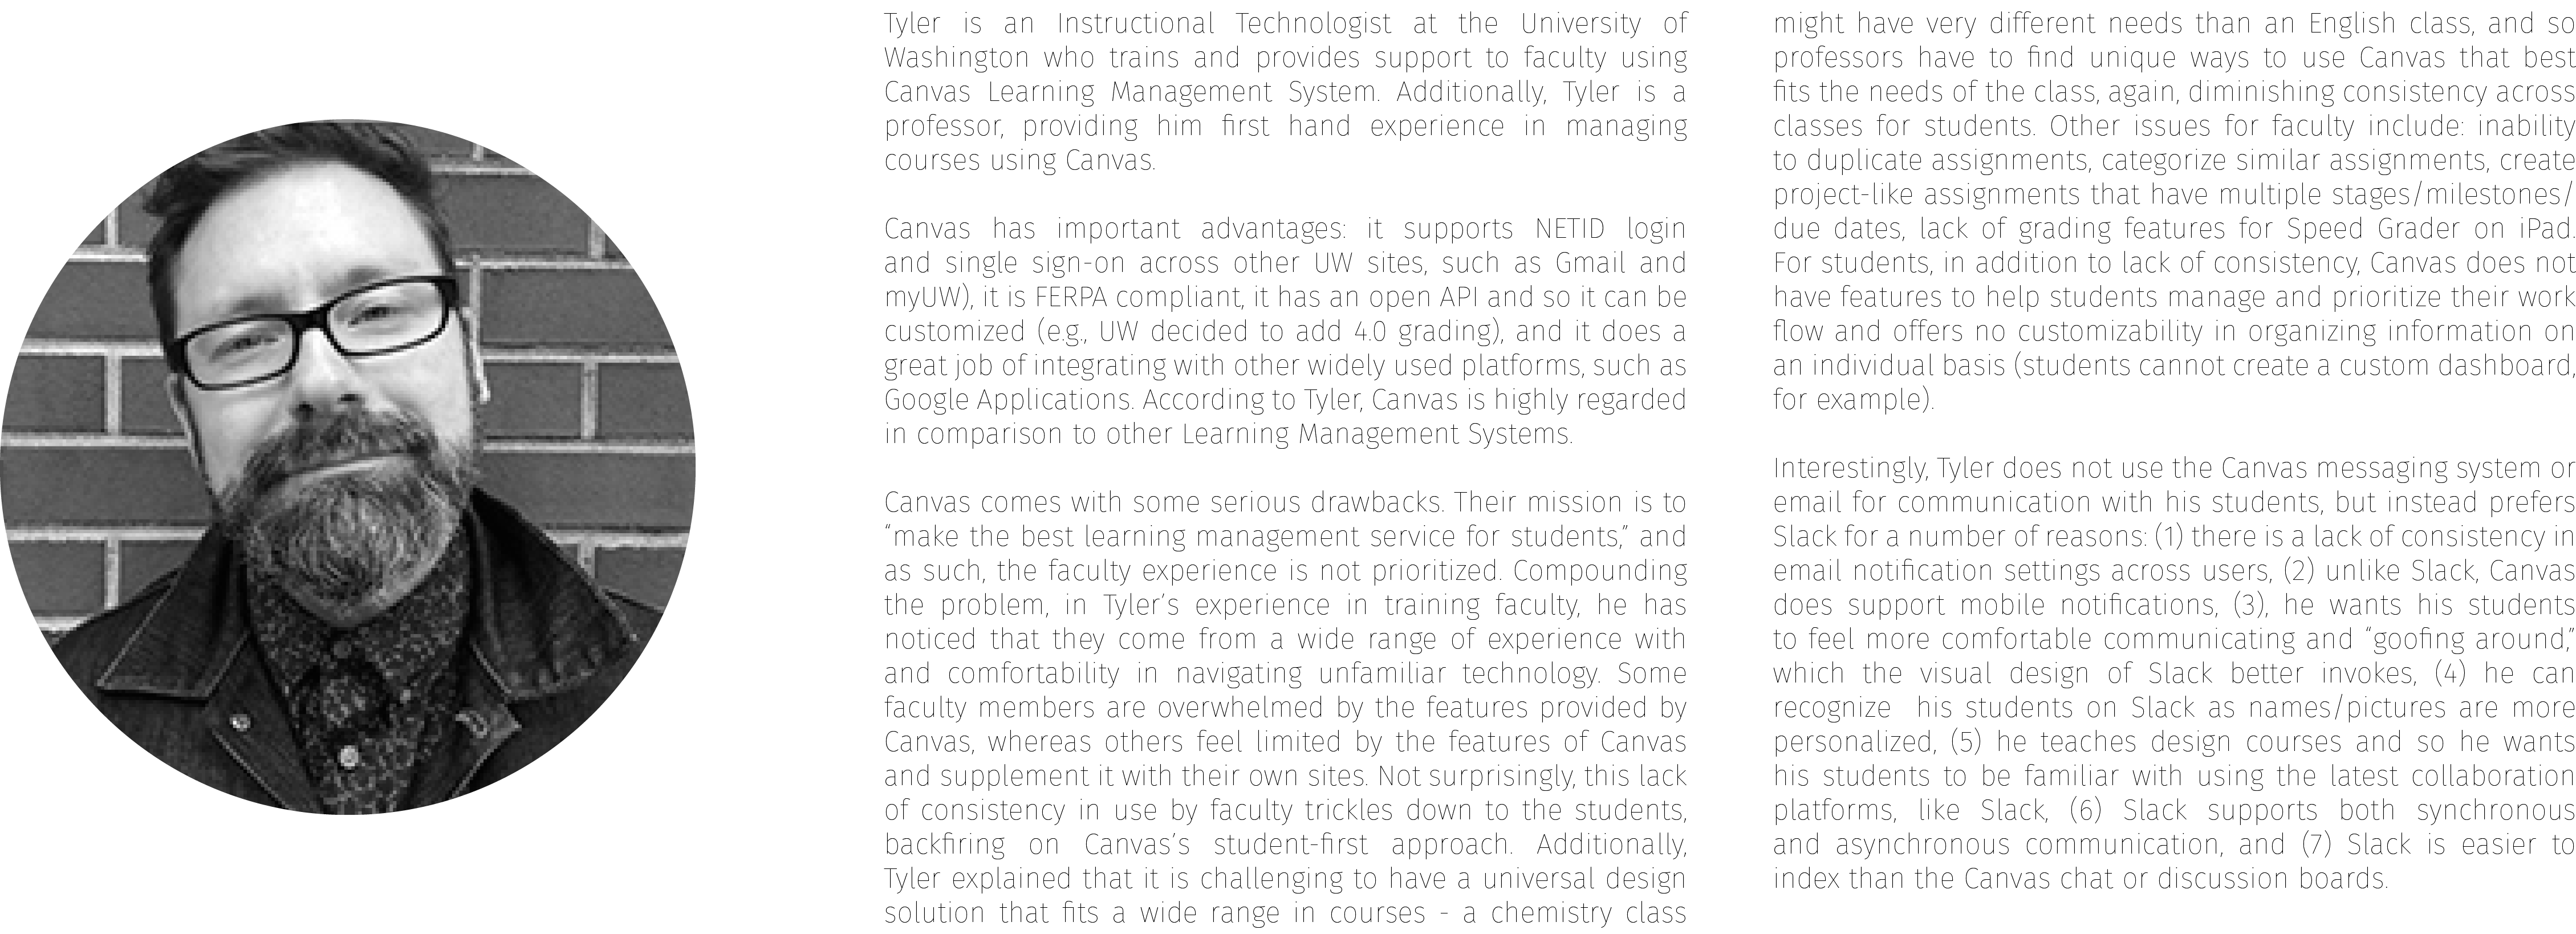 Tyler is an Instructional Technologist at the University of
Washington who trains and provides support to faculty using
Canvas Learning Management System. Additionally, Tyler is a
professor, providing him first hand experience in managing
courses using Canvas.
Canvas has important advantages: it supports NETID login
and single sign-on across other UW sites, such as Gmail and
myUW), it is FERPA compliant, it has an open API and so it can be
customized (e.g., UW decided to add 4.0 grading), and it does a
great job of integrating with other widely used platforms, such as
Google Applications. According to Tyler, Canvas is highly regarded
in comparison to other Learning Management Systems.
Canvas comes with some serious drawbacks. Their mission is to
“make the best learning management service for students,” and
as such, the faculty experience is not prioritized. Compounding
the problem, in Tyler’s experience in training faculty, he has
noticed that they come from a wide range of experience with
and comfortability in navigating unfamiliar technology. Some
faculty members are overwhelmed by the features provided by
Canvas, whereas others feel limited by the features of Canvas
and supplement it with their own sites. Not surprisingly, this lack
of consistency in use by faculty trickles down to the students,
backfiring on Canvas’s student-first approach. Additionally,
Tyler explained that it is challenging to have a universal design
solution that fits a wide range in courses - a chemistry class
might have very different needs than an English class, and so
professors have to find unique ways to use Canvas that best
fits the needs of the class, again, diminishing consistency across
classes for students. Other issues for faculty include: inability
to duplicate assignments, categorize similar assignments, create
project-like assignments that have multiple stages/milestones/
due dates, lack of grading features for Speed Grader on iPad.
For students, in addition to lack of consistency, Canvas does not
have features to help students manage and prioritize their work
flow and offers no customizability in organizing information on
an individual basis (students cannot create a custom dashboard,
for example).
Interestingly, Tyler does not use the Canvas messaging system or
email for communication with his students, but instead prefers
Slack for a number of reasons: (1) there is a lack of consistency in
email notification settings across users, (2) unlike Slack, Canvas
does support mobile notifications, (3), he wants his students
to feel more comfortable communicating and “goofing around,”
which the visual design of Slack better invokes, (4) he can
recognize his students on Slack as names/pictures are more
personalized, (5) he teaches design courses and so he wants
his students to be familiar with using the latest collaboration
platforms, like Slack, (6) Slack supports both synchronous
and asynchronous communication, and (7) Slack is easier to
index than the Canvas chat or discussion boards.